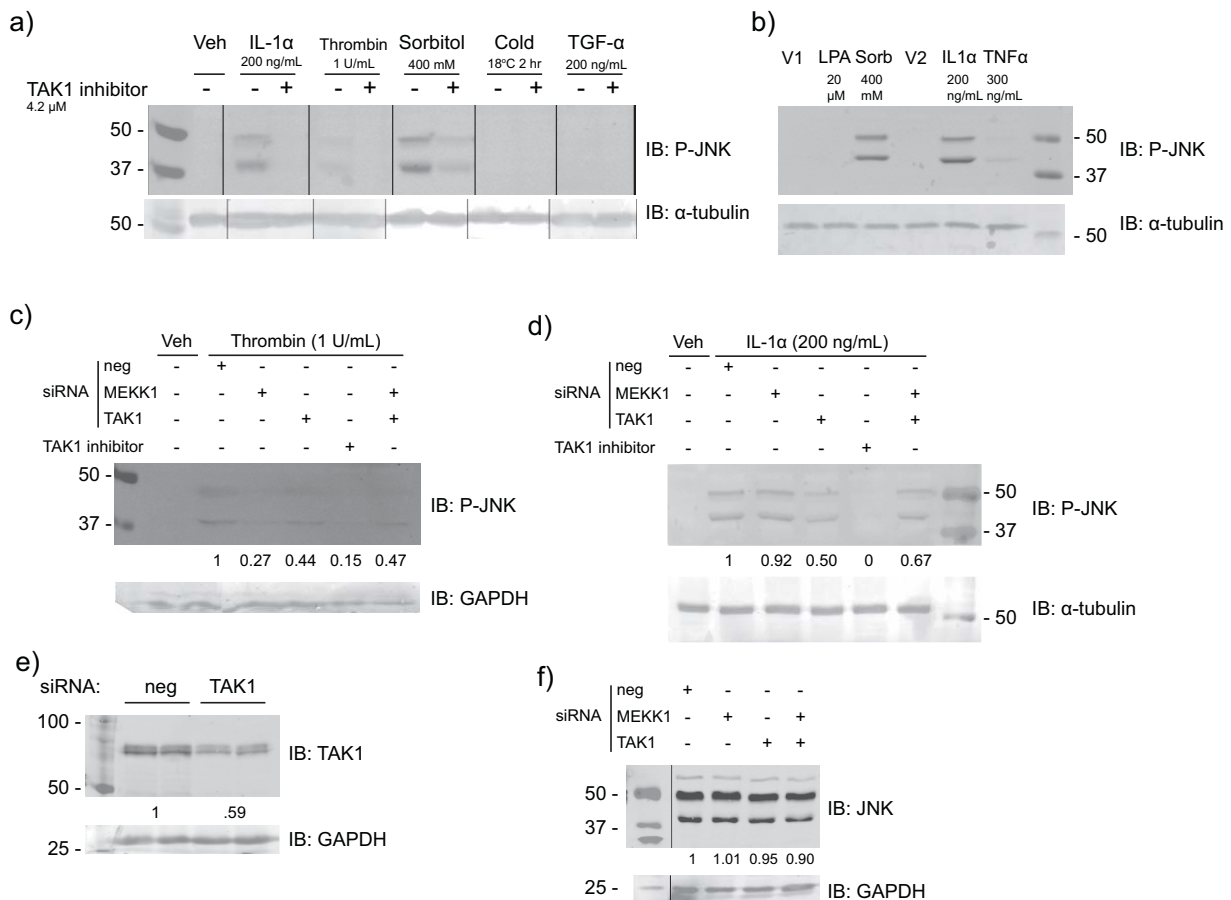 a)
Veh IL-1α Thrombin Sorbitol Cold TGF-α
200 ng/mL 1 U/mL 400 mM 18°C 2 hr 200 ng/mL
TAK1 inhibitor - - + - + - + - + - +
4.2 µM
50 -
37 -
IB: P-JNK
50 -
IB: α-tubulin
b)
V1 LPA Sorb V2 IL1α TNFα
20 400 200 300
µM mM ng/mL ng/mL
- 50
- 37
IB: P-JNK
- 50
IB: α-tubulin
c)
Veh Thrombin (1 U/mL)
neg - + - - - -
siRNA MEKK1 - - + - - +
TAK1 - - - + - +
TAK1 inhibitor - - - - + -
50 -
37 -
IB: P-JNK
1 0.27 0.44 0.15 0.47
IB: GAPDH
d)
Veh IL-1α (200 ng/mL)
neg - + - - - -
siRNA MEKK1 - - + - - +
TAK1 - - - + - +
TAK1 inhibitor - - - - + -
- 50
- 37
IB: P-JNK
1 0.92 0.50 0 0.67
- 50
IB: α-tubulin
e)
siRNA: neg TAK1
100 -
50 -
IB: TAK1
1 .59
25 -
IB: GAPDH
f)
neg + - - -
siRNA MEKK1 - + - +
TAK1 - - + +
50 -
37 -
IB: JNK
1 1.01 0.95 0.90
25 -
IB: GAPDH